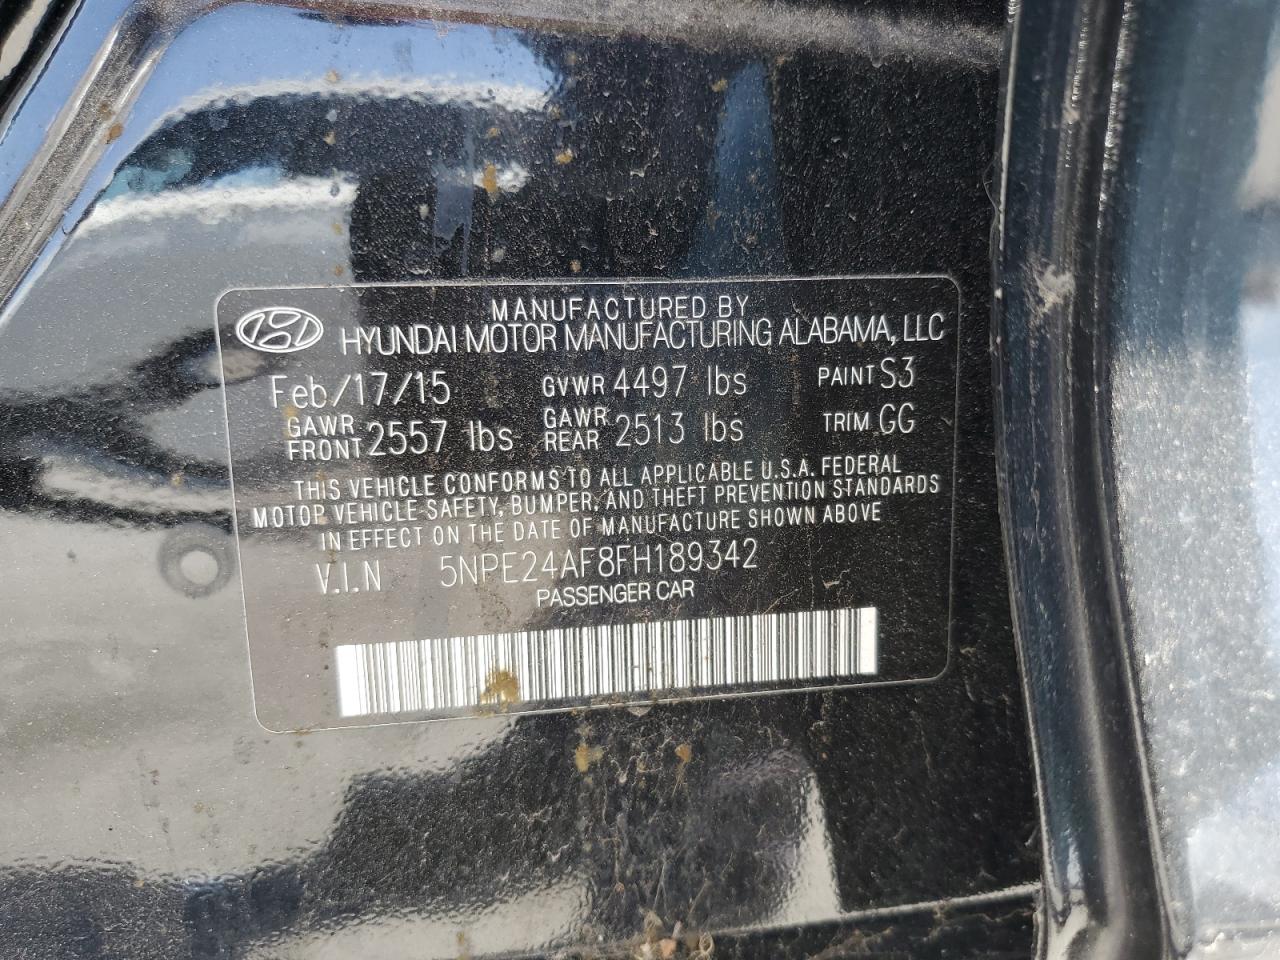 MANUFACTURED BY
HYUNDAI MOTOR MANUFACTURING ALABAMA, LLC
Feb/17/15 GVWR 4497 lbs PAINT S3
GAWR FRONT 2557 lbs GAWR REAR 2513 lbs TRIM GG
THIS VEHICLE CONFORMS TO ALL APPLICABLE U.S.A. FEDERAL
MOTOR VEHICLE SAFETY, BUMPER, AND THEFT PREVENTION STANDARDS
IN EFFECT ON THE DATE OF MANUFACTURE SHOWN ABOVE
V.I.N 5NPE24AF8FH189342
PASSENGER CAR